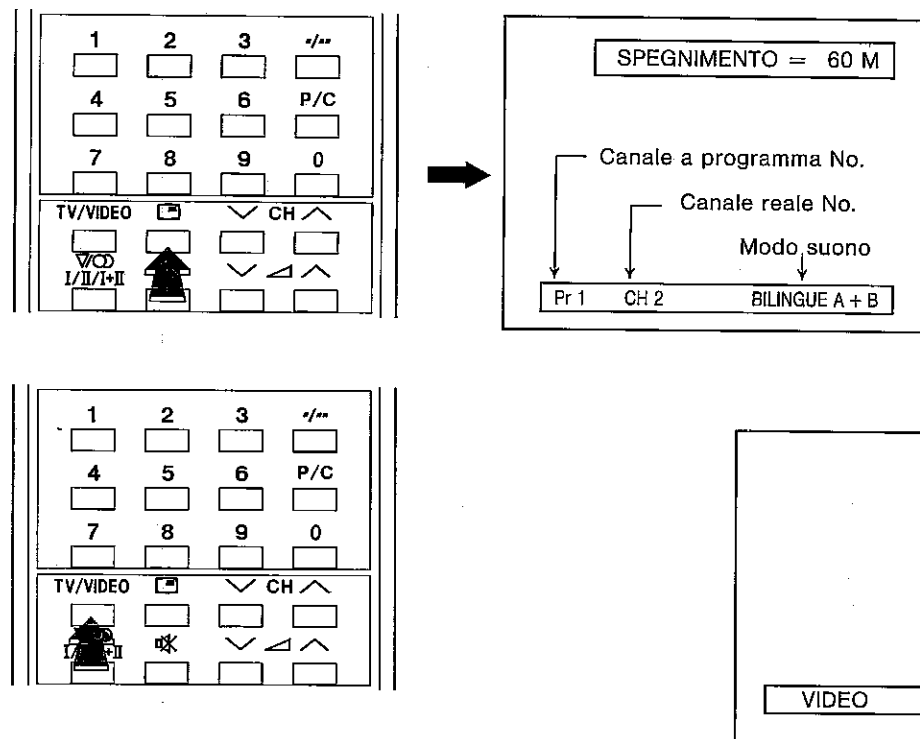 1 2 3 -/--
4 5 6 P/C
7 8 9 0
TV/VIDEO CH
I/II/I+II
SPEGNIMENTO = 60 M
Canale a programma No.
Canale reale No.
Modo suono
Pr 1 CH 2 BILINGUE A + B
1 2 3 -/--
4 5 6 P/C
7 8 9 0
TV/VIDEO CH
VIDEO